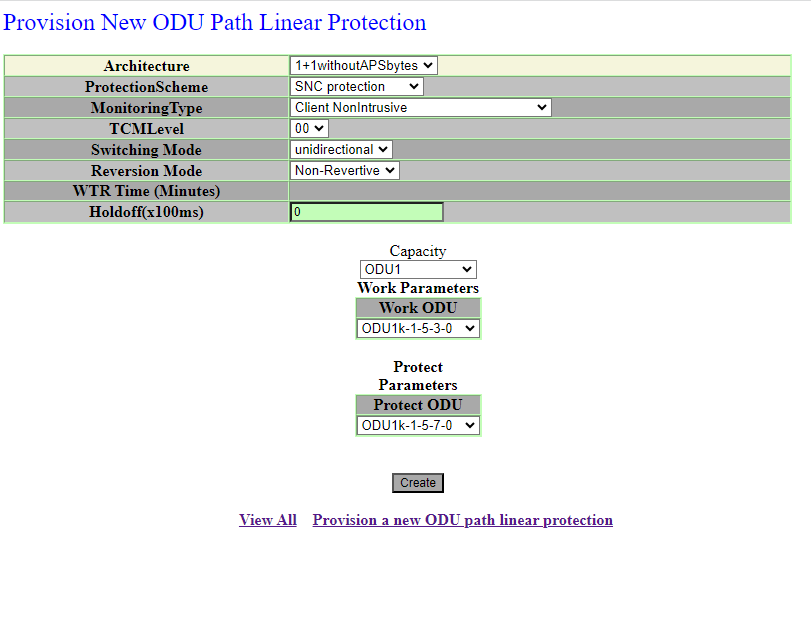 Provision New ODU Path Linear Protection
Architecture 1+1withoutAPSbytes
ProtectionScheme SNC protection
MonitoringType Client NonIntrusive
TCMLevel 00
Switching Mode unidirectional
Reversion Mode Non-Revertive
WTR Time (Minutes)
Holdoff(x100ms) 0
Capacity
ODU1
Work Parameters
Work ODU
ODU1k-1-5-3-0
Protect
Parameters
Protect ODU
ODU1k-1-5-7-0
Create
View All Provision a new ODU path linear protection